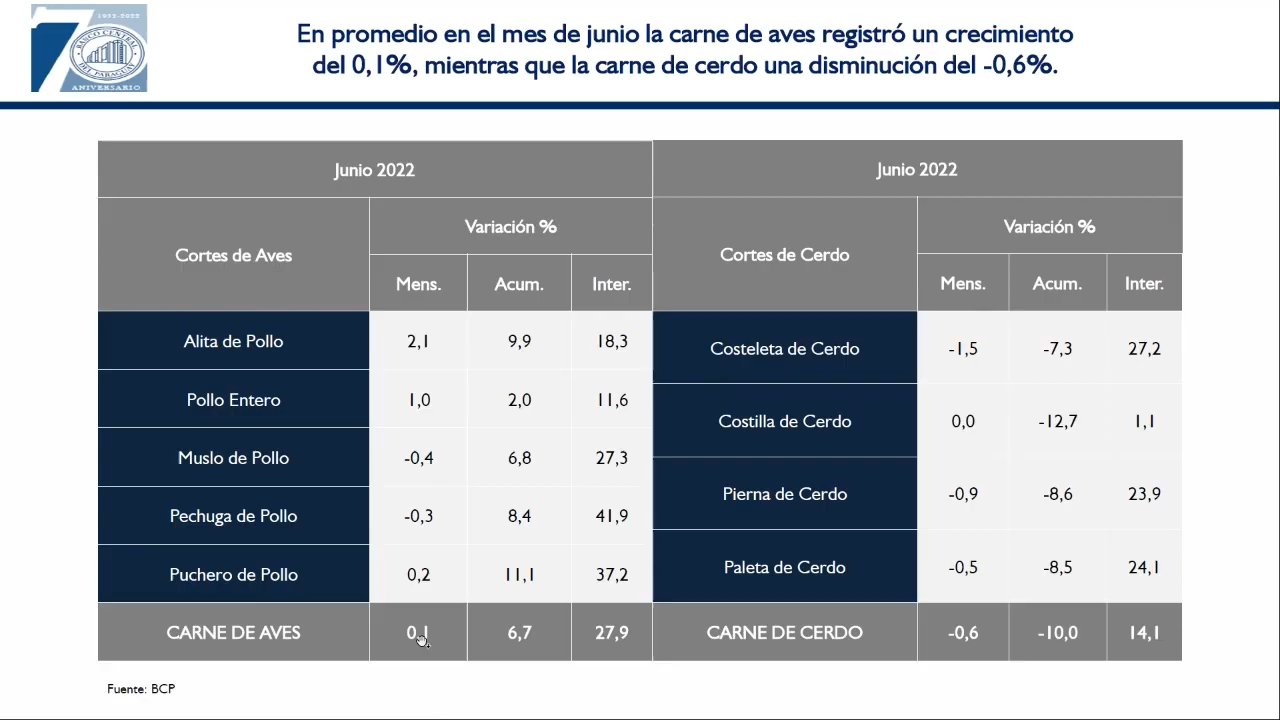 1952-2022
BANCO CENTRAL
DEL PARAGUAY
ANIVERSARIO
En promedio en el mes de junio la carne de aves registró un crecimiento
del 0,1%, mientras que la carne de cerdo una disminución del -0,6%.
Junio 2022
Cortes de Aves
Variación %
Mens. Acum. Inter.
Alita de Pollo 2,1 9,9 18,3
Pollo Entero 1,0 2,0 11,6
Muslo de Pollo -0,4 6,8 27,3
Pechuga de Pollo -0,3 8,4 41,9
Puchero de Pollo 0,2 11,1 37,2
CARNE DE AVES 0,1 6,7 27,9
Junio 2022
Cortes de Cerdo
Variación %
Mens. Acum. Inter.
Costeleta de Cerdo -1,5 -7,3 27,2
Costilla de Cerdo 0,0 -12,7 1,1
Pierna de Cerdo -0,9 -8,6 23,9
Paleta de Cerdo -0,5 -8,5 24,1
CARNE DE CERDO -0,6 -10,0 14,1
Fuente: BCP